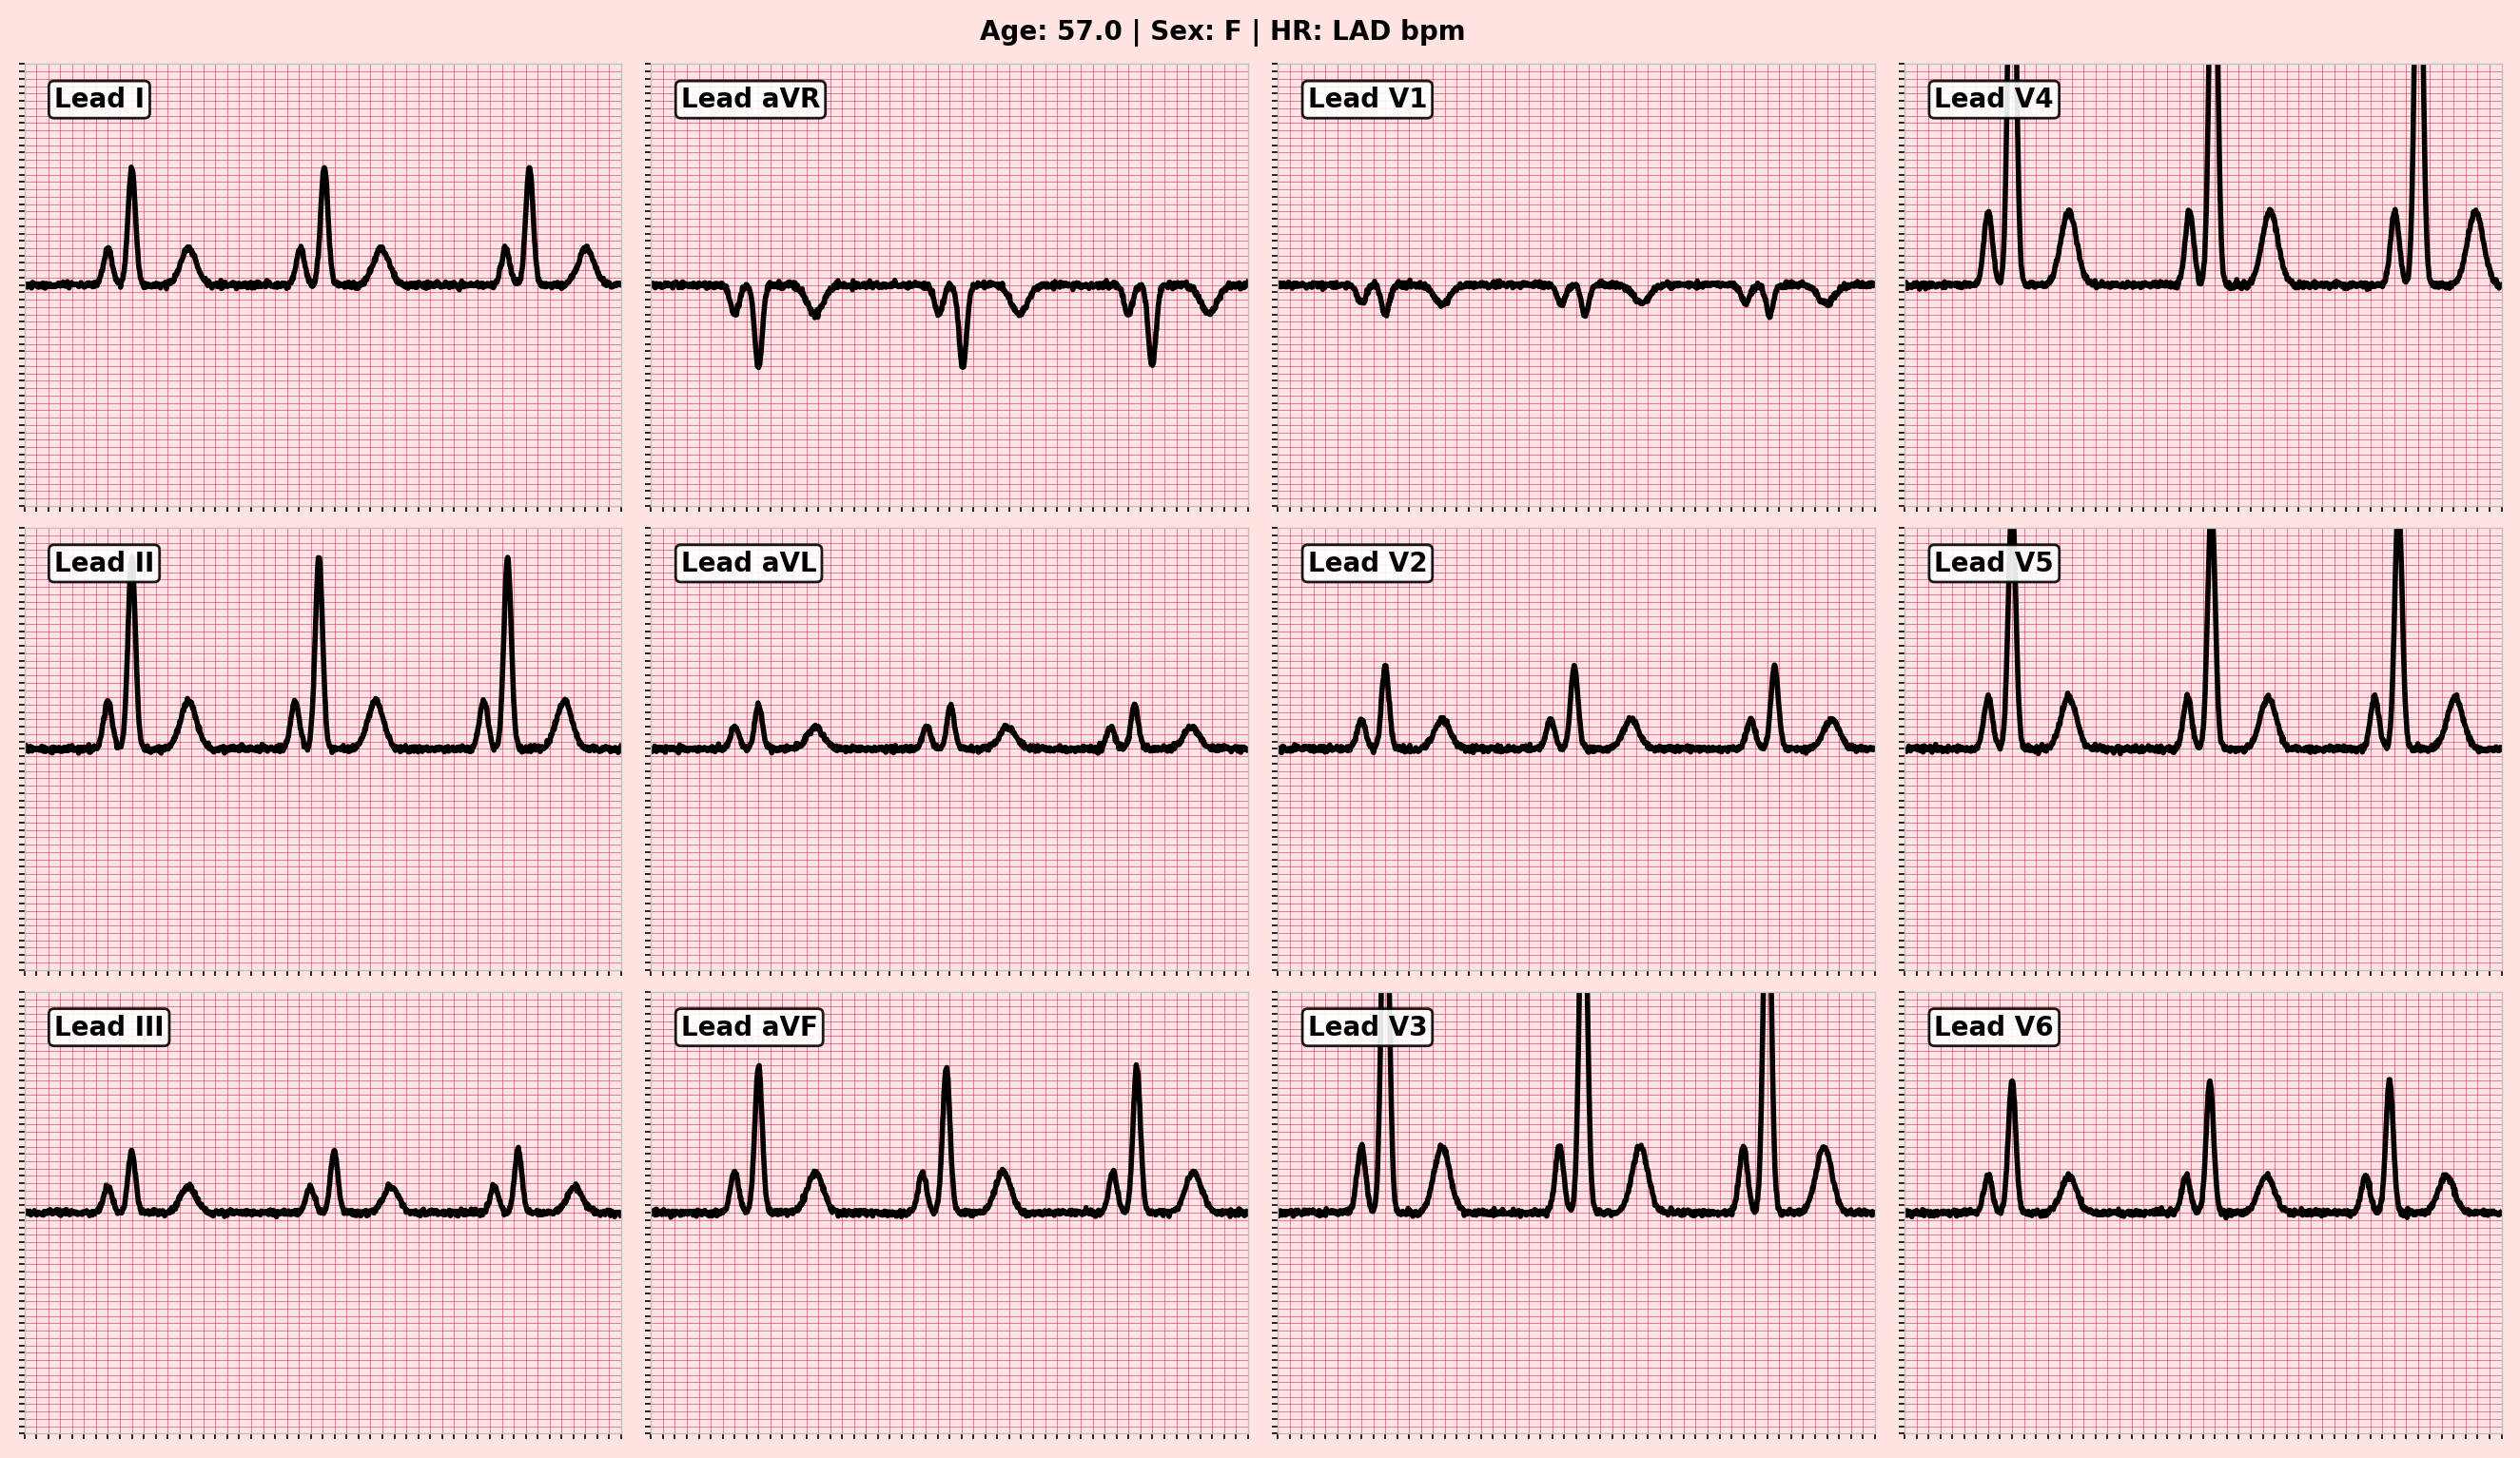 Age: 57.0 | Sex: F | HR: LAD bpm
Lead I
Lead aVR
Lead V1
Lead V4
Lead II
Lead aVL
Lead V2
Lead V5
Lead III
Lead aVF
Lead V3
Lead V6